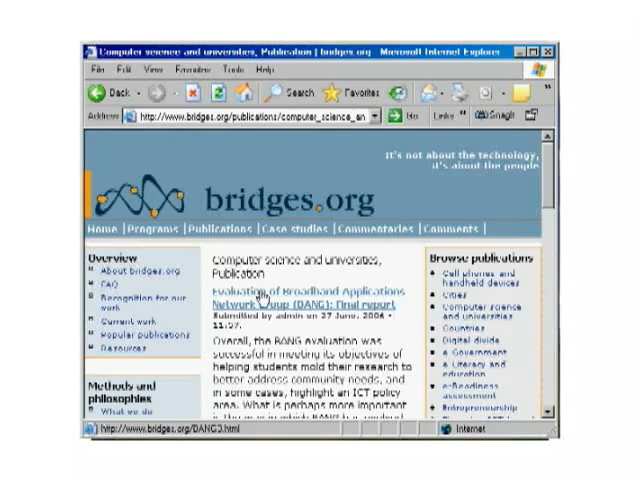 Computer science and universities, Publication | bridges.org - Microsoft Internet Explorer
File Edit View Favorites Tools Help
Back Search Favorites
Address http://www.bridges.org/publications/computer_science_an Go Links SnagIt
It's not about the technology,
it's about the people
bridges.org
Home | Programs | Publications | Case studies | Commentaries | Comments |
Overview
About bridges.org
FAQ
Recognition for our
work
Current work
Popular publications
Resources
Methods and
philosophies
What we do
Computer science and universities,
Publication
Evaluation of Broadband Applications
Network Group (BANG): Final report
Submitted by admin on 27 June, 2006 -
11:57.
Overall, the BANG evaluation was
successful in meeting its objectives of
helping students mold their research to
better address community needs, and
in some cases, highlight an ICT policy
area. What is perhaps more important
Browse publications
Cell phones and
handheld devices
Cities
Computer science
and universities
Countries
Digital divide
e-Government
e-Literacy and
education
e-Readiness
assessment
Entrepreneurship
http://www.bridges.org/BANG3.html
Internet